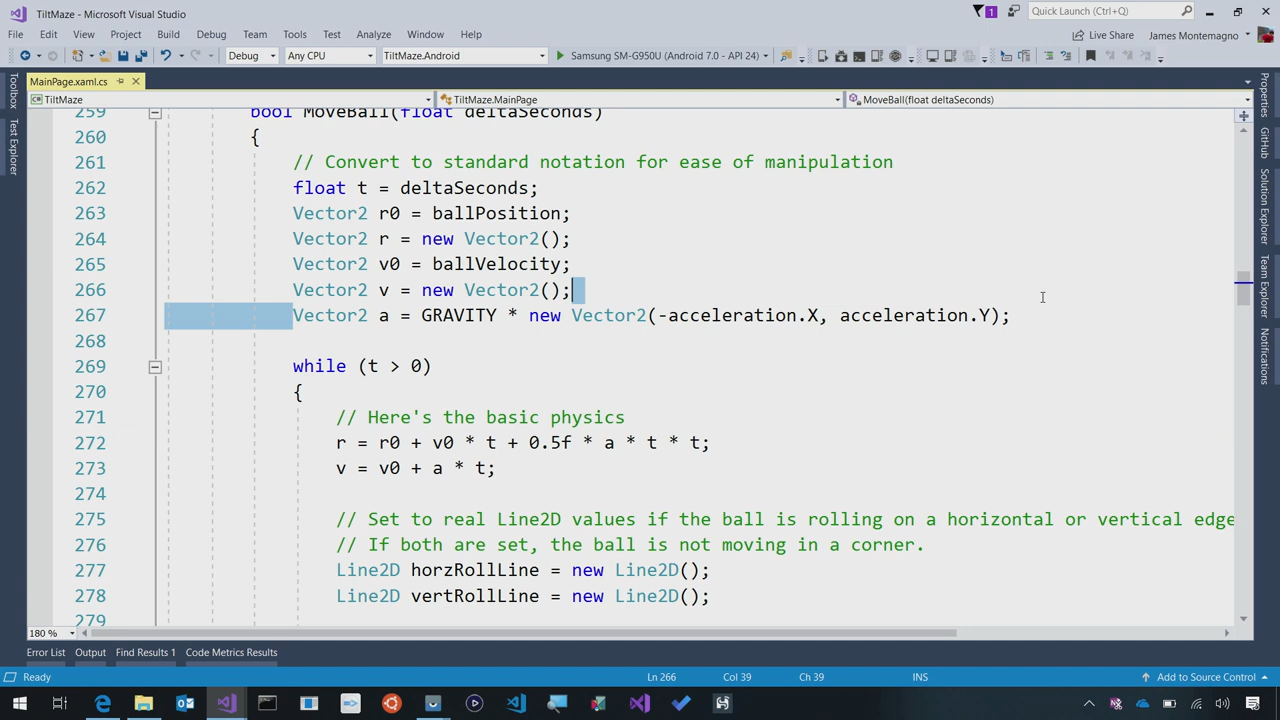 TiltMaze - Microsoft Visual Studio
1
Quick Launch (Ctrl+Q)
File Edit View Project Build Debug Team Tools Test Analyze Window Help
Live Share
James Montemagno
Debug
Any CPU
TiltMaze.Android
Samsung SM-G950U (Android 7.0 - API 24)
MainPage.xaml.cs
TiltMaze
TiltMaze.MainPage
MoveBall(float deltaSeconds)
Toolbox
Test Explorer
259 bool MoveBall(float deltaSeconds)
260 {
261 // Convert to standard notation for ease of manipulation
262 float t = deltaSeconds;
263 Vector2 r0 = ballPosition;
264 Vector2 r = new Vector2();
265 Vector2 v0 = ballVelocity;
266 Vector2 v = new Vector2();
267 Vector2 a = GRAVITY * new Vector2(-acceleration.X, acceleration.Y);
268
269 while (t > 0)
270 {
271 // Here's the basic physics
272 r = r0 + v0 * t + 0.5f * a * t * t;
273 v = v0 + a * t;
274
275 // Set to real Line2D values if the ball is rolling on a horizontal or vertical edge
276 // If both are set, the ball is not moving in a corner.
277 Line2D horzRollLine = new Line2D();
278 Line2D vertRollLine = new Line2D();
279
Properties
GitHub
Solution Explorer
Team Explorer
Notifications
180 %
Error List Output Find Results 1 Code Metrics Results
Ready
Ln 266 Col 39 Ch 39 INS
Add to Source Control